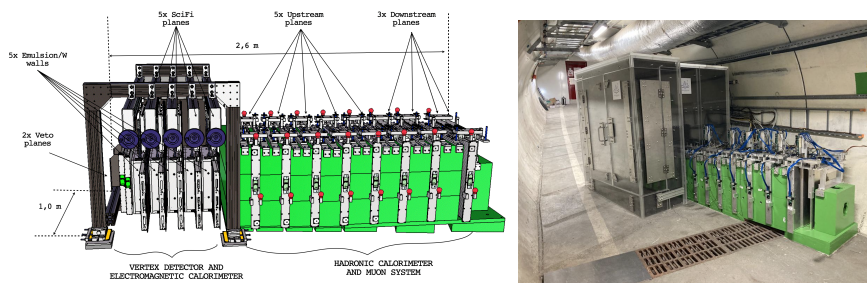 5x SciFi
planes
5x Upstream
planes
3x Downstream
planes
2,6 m
5x Emulsion/W
walls
2x Veto
planes
1,0 m
VERTEX DETECTOR AND
ELECTROMAGNETIC CALORIMETER
HADRONIC CALORIMETER
AND MUON SYSTEM